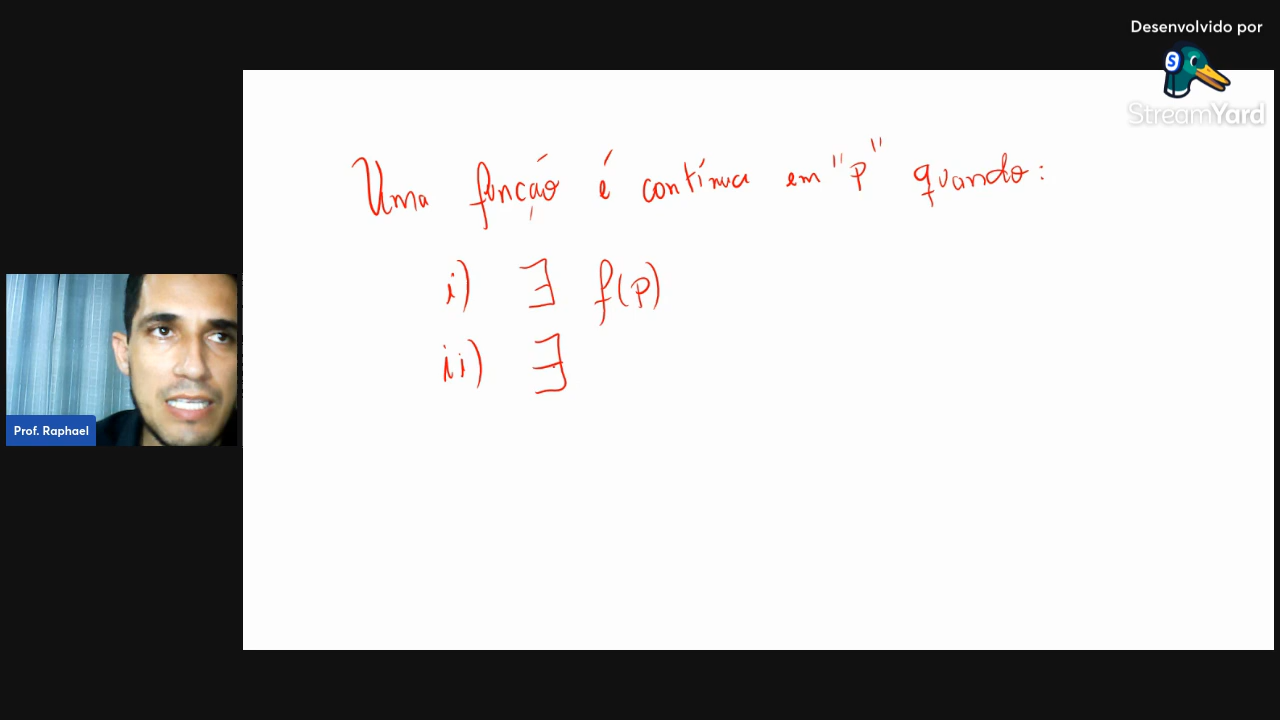 Desenvolvido por
StreamYard
Uma função é contínua em "p" quando:
i) ∃ f(p)
ii) ∃
Prof. Raphael